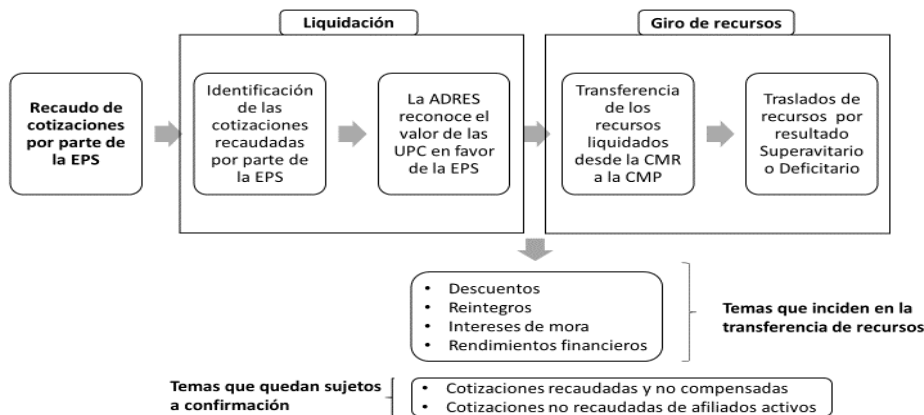 Liquidación
Giro de recursos
Recaudo de
cotizaciones
por parte de
la EPS
Identificación
de las
cotizaciones
recaudadas
por parte de
la EPS
La ADRES
reconoce el
valor de las
UPC en favor
de la EPS
Transferencia
de los
recursos
liquidados
desde la CMR
a la CMP
Traslados de
recursos por
resultado
Superavitario
o Deficitario
• Descuentos
• Reintegros
• Intereses de mora
• Rendimientos financieros
Temas que inciden en la
transferencia de recursos
Temas que quedan sujetos
a confirmación
• Cotizaciones recaudadas y no compensadas
• Cotizaciones no recaudadas de afiliados activos